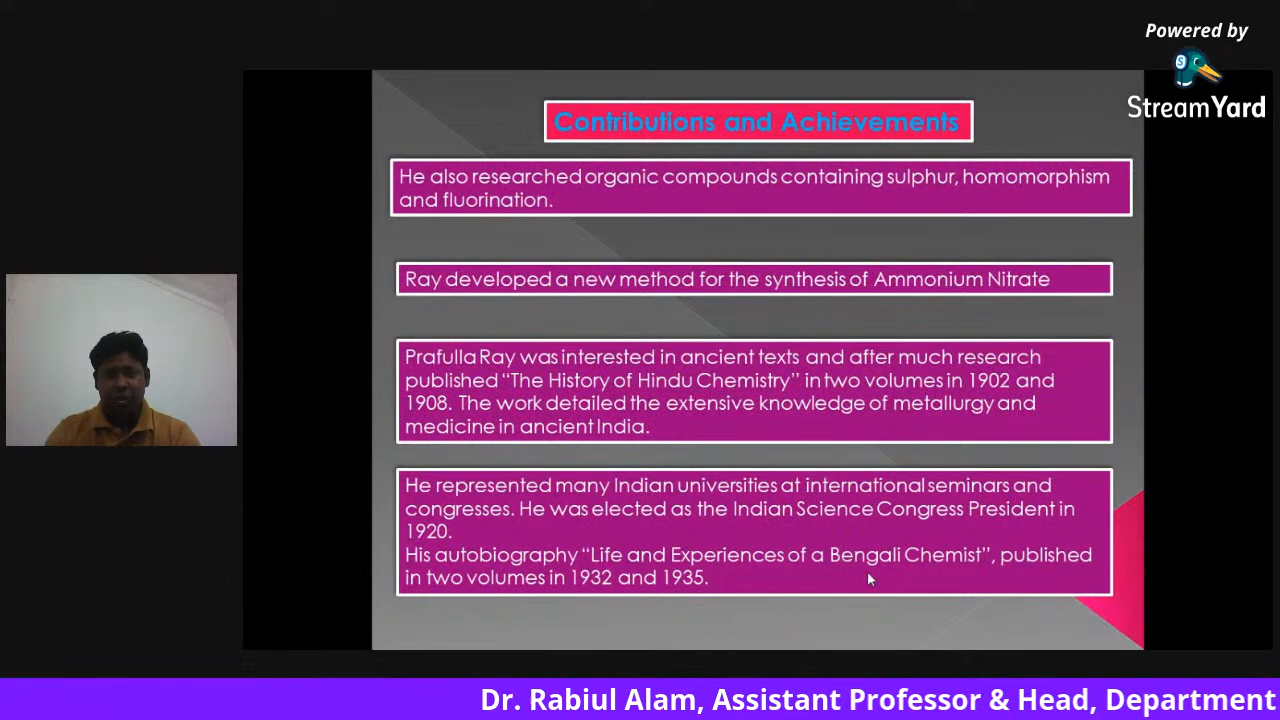 Powered by
StreamYard
Contributions and Achievements
He also researched organic compounds containing sulphur, homomorphism
and fluorination.
Ray developed a new method for the synthesis of Ammonium Nitrate
Prafulla Ray was interested in ancient texts and after much research
published “The History of Hindu Chemistry” in two volumes in 1902 and
1908. The work detailed the extensive knowledge of metallurgy and
medicine in ancient India.
He represented many Indian universities at international seminars and
congresses. He was elected as the Indian Science Congress President in
1920.
His autobiography “Life and Experiences of a Bengali Chemist”, published
in two volumes in 1932 and 1935.
Dr. Rabiul Alam, Assistant Professor & Head, Department